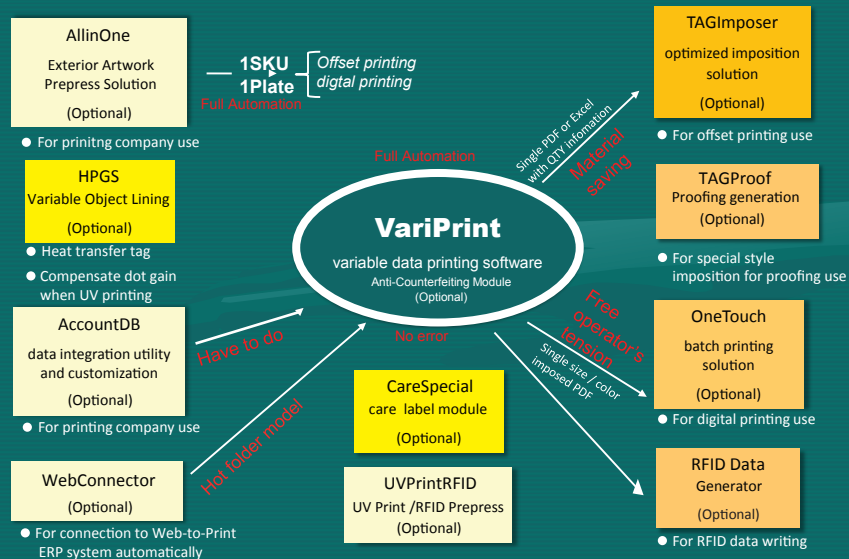 AllinOne
Exterior Artwork
Prepress Solution
(Optional)
● For prinitng company use
1SKU
1Plate
Full Automation
Offset printing
digtal printing
HPGS
Variable Object Lining
(Optional)
● Heat transfer tag
● Compensate dot gain
when UV printing
AccountDB
data integration utility
and customization
(Optional)
● For printing company use
WebConnector
(Optional)
● For connection to Web-to-Print
ERP system automatically
Have to do
Hot folder model
Full Automation
VariPrint
variable data printing software
Anti-Counterfeiting Module
(Optional)
No error
CareSpecial
care label module
(Optional)
UVPrintRFID
UV Print /RFID Prepress
(Optional)
Single PDF or Excel
with QTY infomation
Material
saving
Free
operator's
tension
Single size / color
imposed PDF
TAGImposer
optimized imposition
solution
(Optional)
● For offset printing use
TAGProof
Proofing generation
(Optional)
● For special style
imposition for proofing use
OneTouch
batch printing
solution
(Optional)
● For digital printing use
RFID Data
Generator
(Optional)
● For RFID data writing